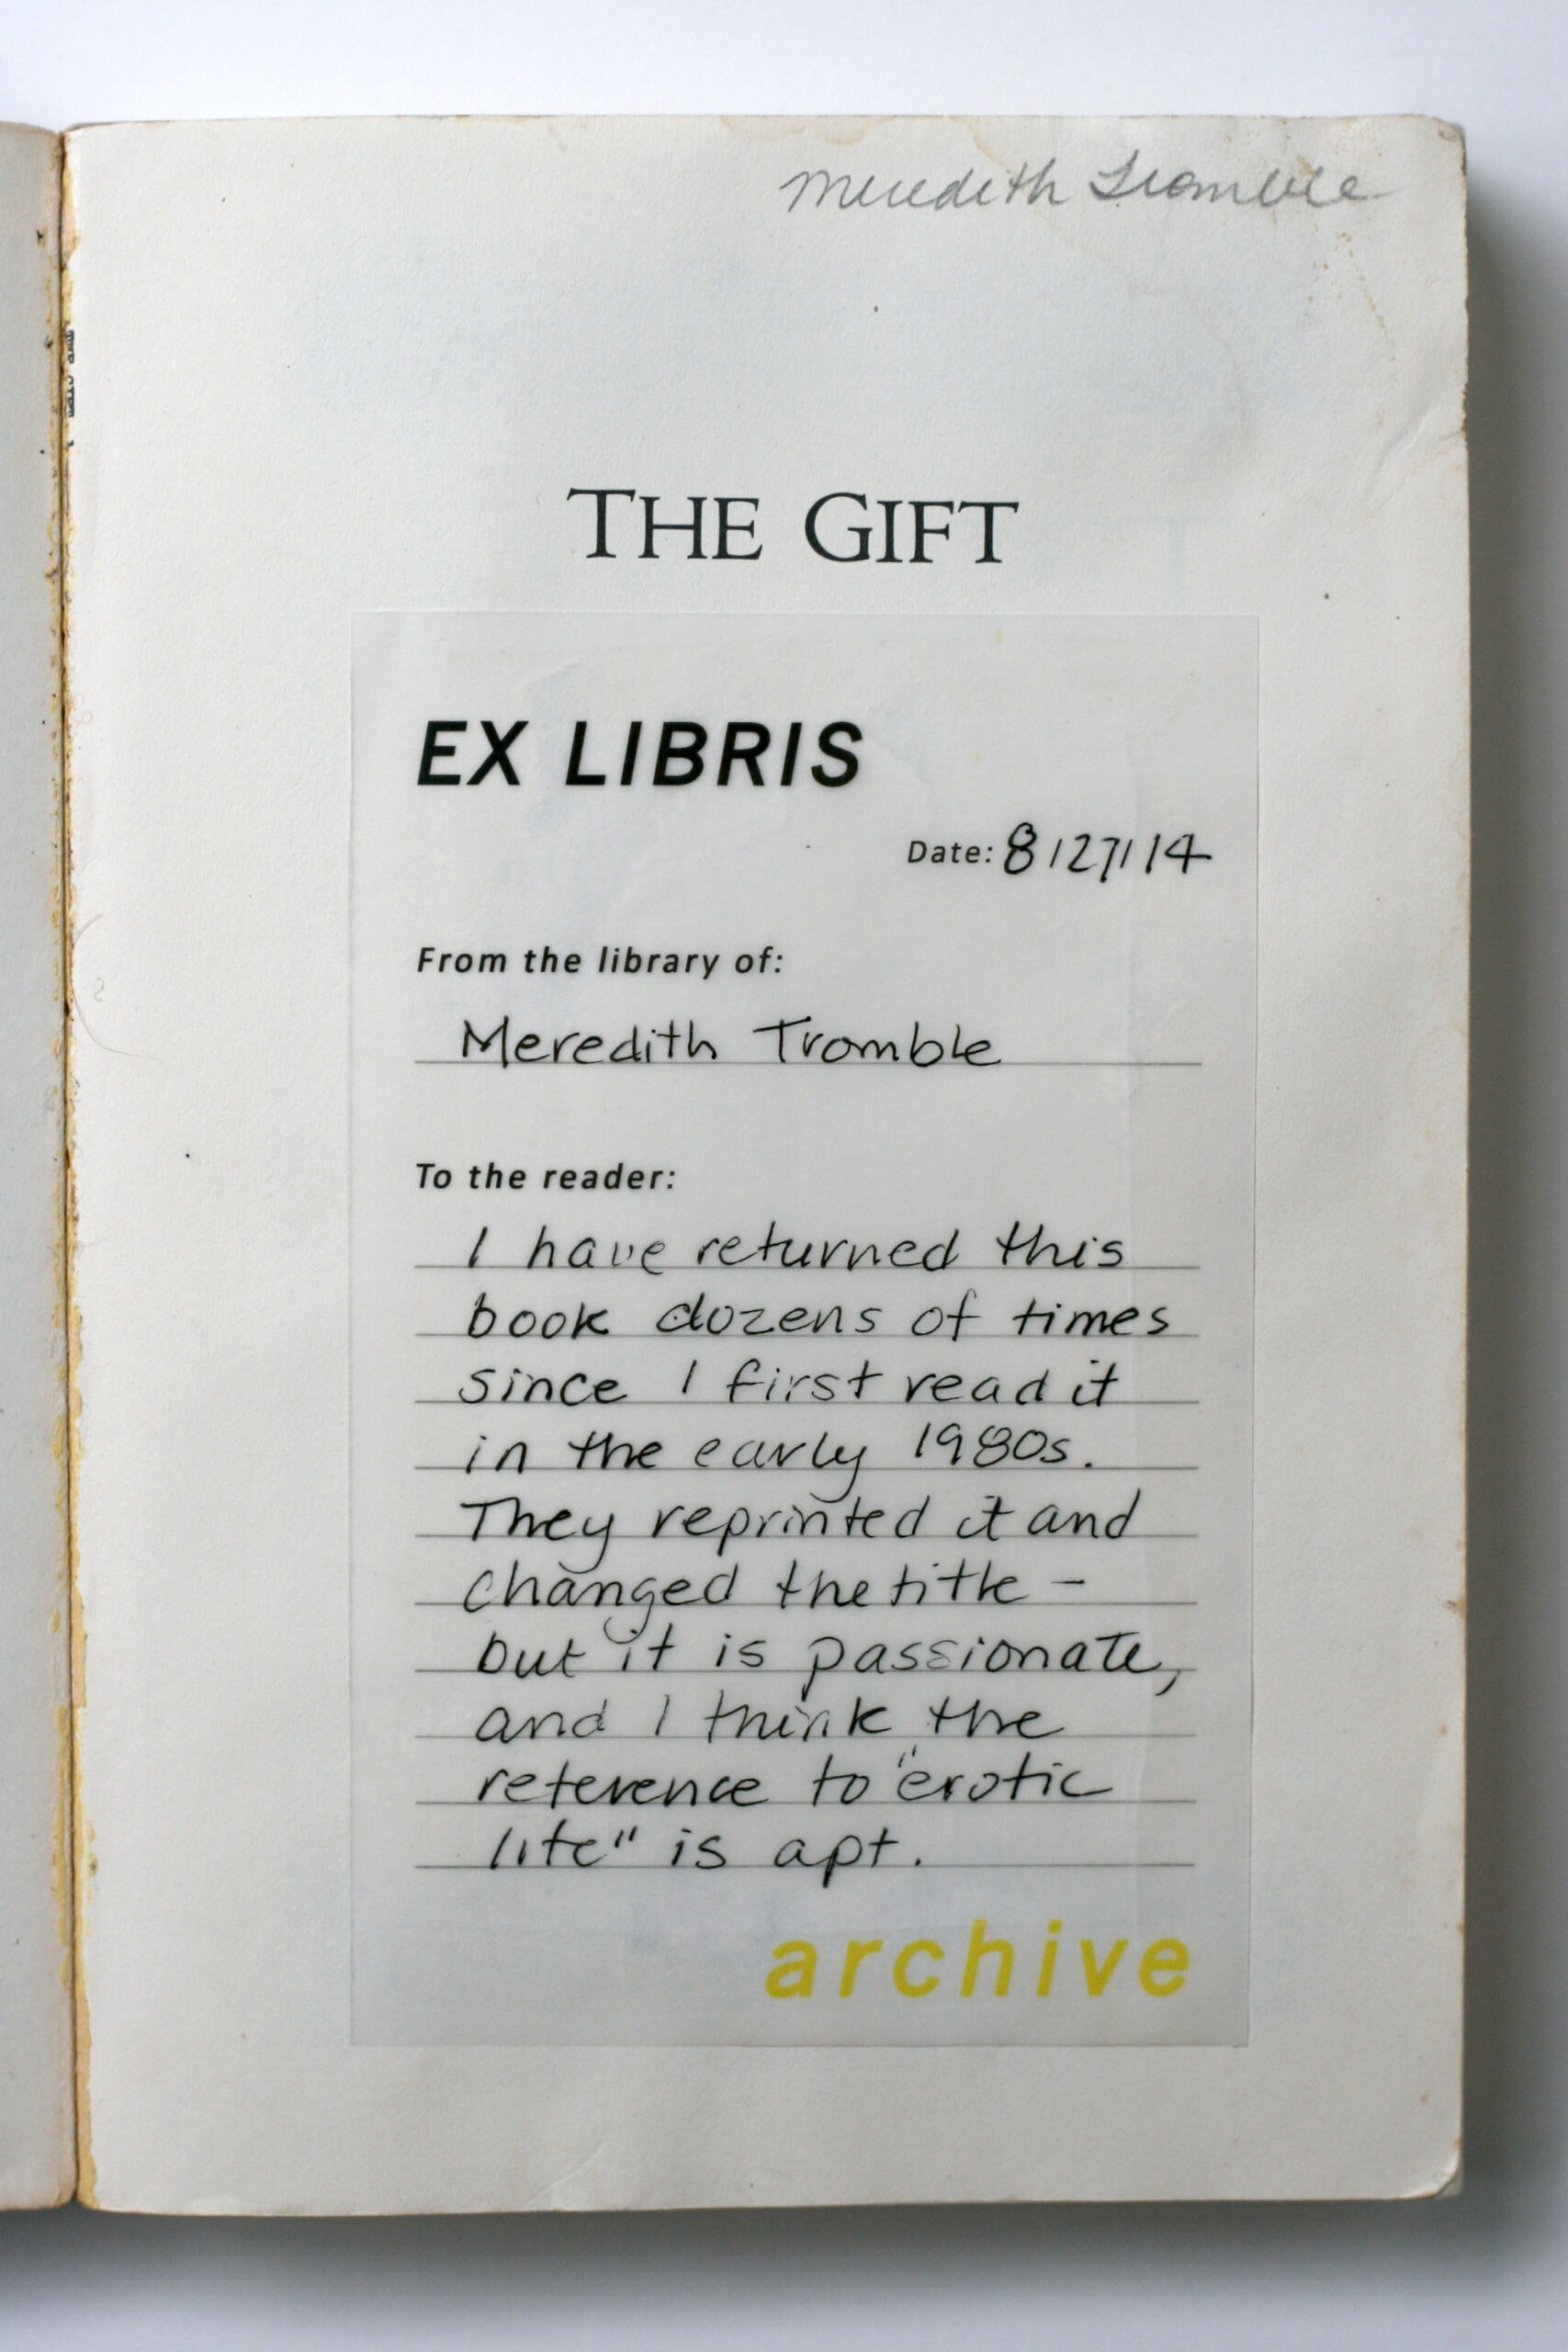 Meredith Tromble
THE GIFT
EX LIBRIS
Date: 8/27/14
From the library of:
Meredith Tromble
To the reader:
I have returned this
book dozens of times
since I first read it
in the early 1980s.
They reprinted it and
changed the title –
but it is passionate,
and I think the
reference to "erotic
life" is apt.
archive